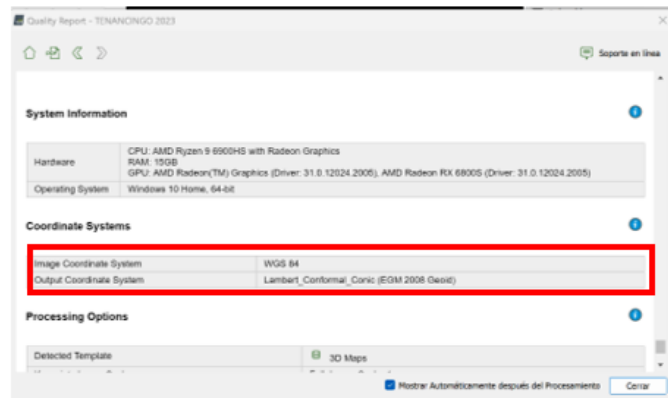 Quality Report - TENANCINGO 2023
Soporte en línea
System Information
Hardware
CPU: AMD Ryzen 9 6900HS with Radeon Graphics
RAM: 15GB
GPU: AMD Radeon(TM) Graphics (Driver: 31.0.12024.2005), AMD Radeon RX 6800S (Driver: 31.0.12024.2005)
Operating System Windows 10 Home, 64-bit
Coordinate Systems
Image Coordinate System WGS 84
Output Coordinate System Lambert_Conformal_Conic (EGM 2008 Geoid)
Processing Options
Detected Template 3D Maps
Mostrar Automáticamente después del Procesamiento Cerrar